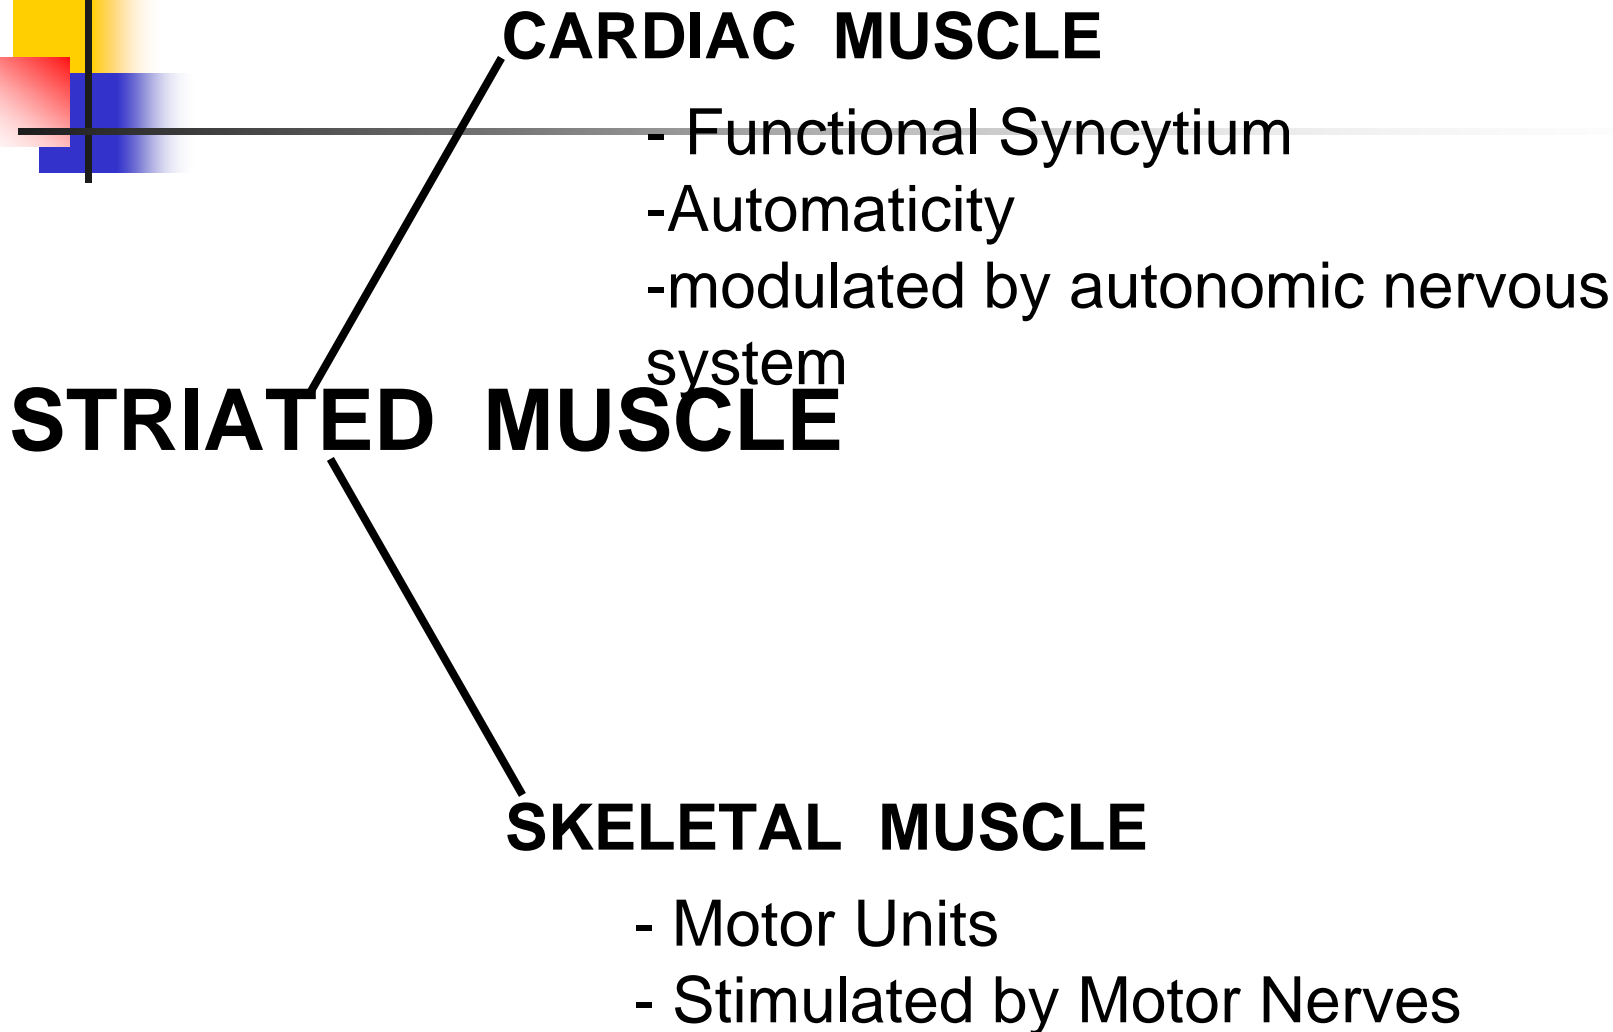 CARDIAC MUSCLE
- Functional Syncytium
-Automaticity
-modulated by autonomic nervous
system
STRIATED MUSCLE
SKELETAL MUSCLE
- Motor Units
- Stimulated by Motor Nerves